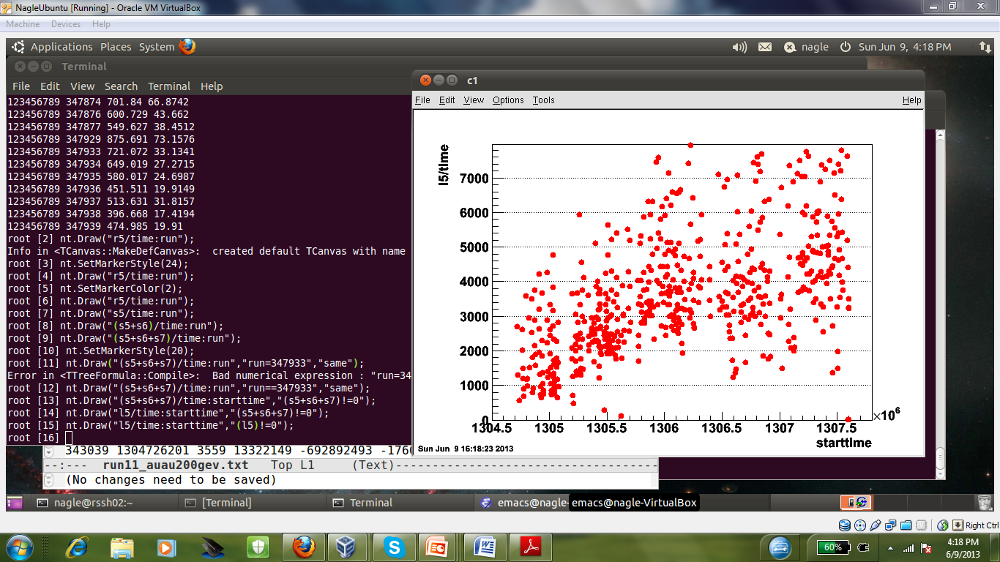 NagleUbuntu [Running] - Oracle VM VirtualBox
Machine Devices Help
Applications Places System nagle Sun Jun 9, 4:18 PM
Terminal
File Edit View Search Terminal Help
123456789 347874 701.84 66.8742
123456789 347876 600.729 43.662
123456789 347877 549.627 38.4512
123456789 347929 875.691 73.1576
123456789 347933 721.072 33.1341
123456789 347934 649.019 27.2715
123456789 347935 580.017 24.6987
123456789 347936 451.511 19.9149
123456789 347937 513.631 31.8157
123456789 347938 396.668 17.4194
123456789 347939 474.985 19.91
root [2] nt.Draw("r5/time:run");
Info in <TCanvas::MakeDefCanvas>:  created default TCanvas with name
root [3] nt.SetMarkerStyle(24);
root [4] nt.Draw("r5/time:run");
root [5] nt.SetMarkerColor(2);
root [6] nt.Draw("r5/time:run");
root [7] nt.Draw("s5/time:run");
root [8] nt.Draw("(s5+s6)/time:run");
root [9] nt.Draw("(s5+s6+s7)/time:run");
root [10] nt.SetMarkerStyle(20);
root [11] nt.Draw("(s5+s6+s7)/time:run","run=347933","same");
Error in <TTreeFormula::Compile>:  Bad numerical expression : "run=34
root [12] nt.Draw("(s5+s6+s7)/time:run","run==347933","same");
root [13] nt.Draw("(s5+s6+s7)/time:starttime","(s5+s6+s7)!=0");
root [14] nt.Draw("l5/time:starttime","(s5+s6+s7)!=0");
root [15] nt.Draw("l5/time:starttime","(l5)!=0");
root [16]
c1
File Edit View Options Tools Help
l5/time
7000
6000
5000
4000
3000
2000
1000
0
1304.5 1305 1305.5 1306 1306.5 1307 1307.5
×10⁶
starttime
Sun Jun 9 16:18:23 2013
343039 1304726201 3559 13322149 -692892493 -1760
--:--- run11_auau200gev.txt Top L1 (Text)-----------------------------------
(No changes need to be saved)
nagle@rssh02:~ [Terminal] Terminal emacs@nagle- emacs@nagle-VirtualBox
Right Ctrl
60%
4:18 PM
6/9/2013